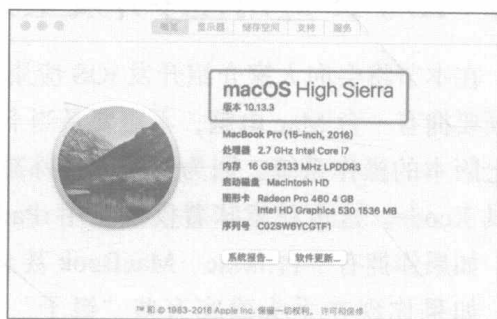 概览 显示器 储存空间 支持 服务
macOS High Sierra
版本 10.13.3
MacBook Pro (15-inch, 2016)
处理器 2.7 GHz Intel Core i7
内存 16 GB 2133 MHz LPDDR3
启动磁盘 Macintosh HD
图形卡 Radeon Pro 460 4 GB
Intel HD Graphics 530 1536 MB
序列号 C02SW6YCGTF1
系统报告... 软件更新...
™ 和 © 1983-2018 Apple Inc. 保留一切权利。 许可和保修